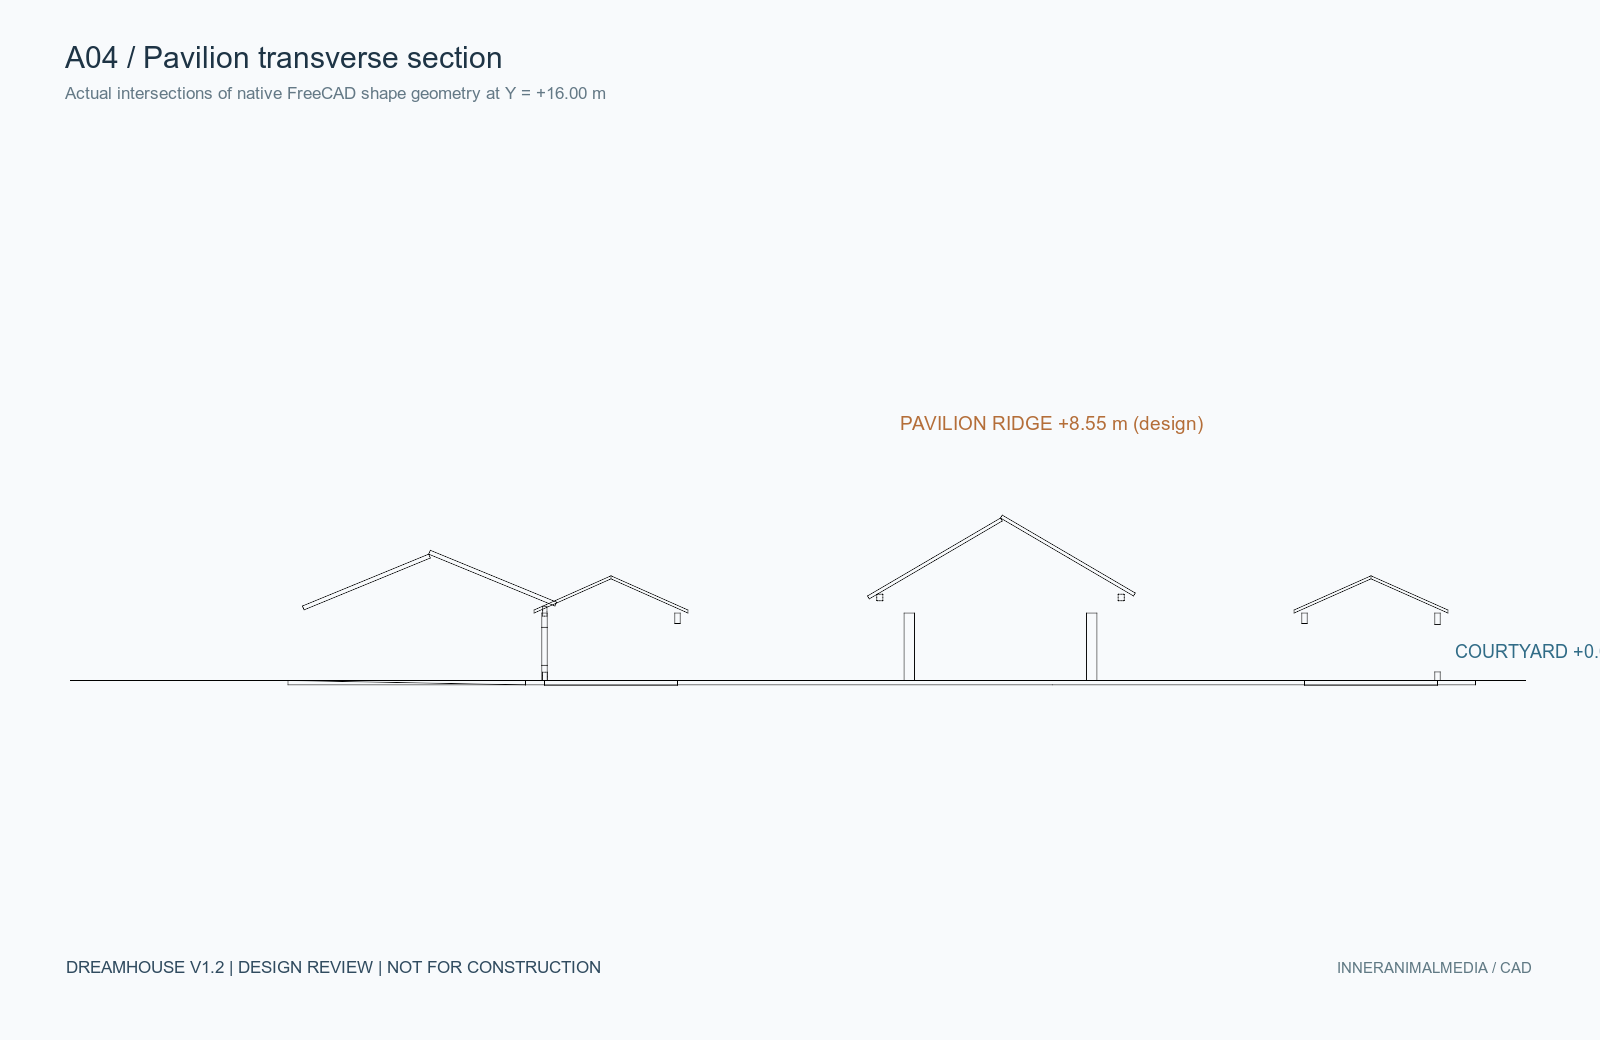 A04 / Pavilion transverse section
Actual intersections of native FreeCAD shape geometry at Y = +16.00 m
PAVILION RIDGE +8.55 m (design)
COURTYARD +0.
DREAMHOUSE V1.2 | DESIGN REVIEW | NOT FOR CONSTRUCTION
INNERANIMALMEDIA / CAD